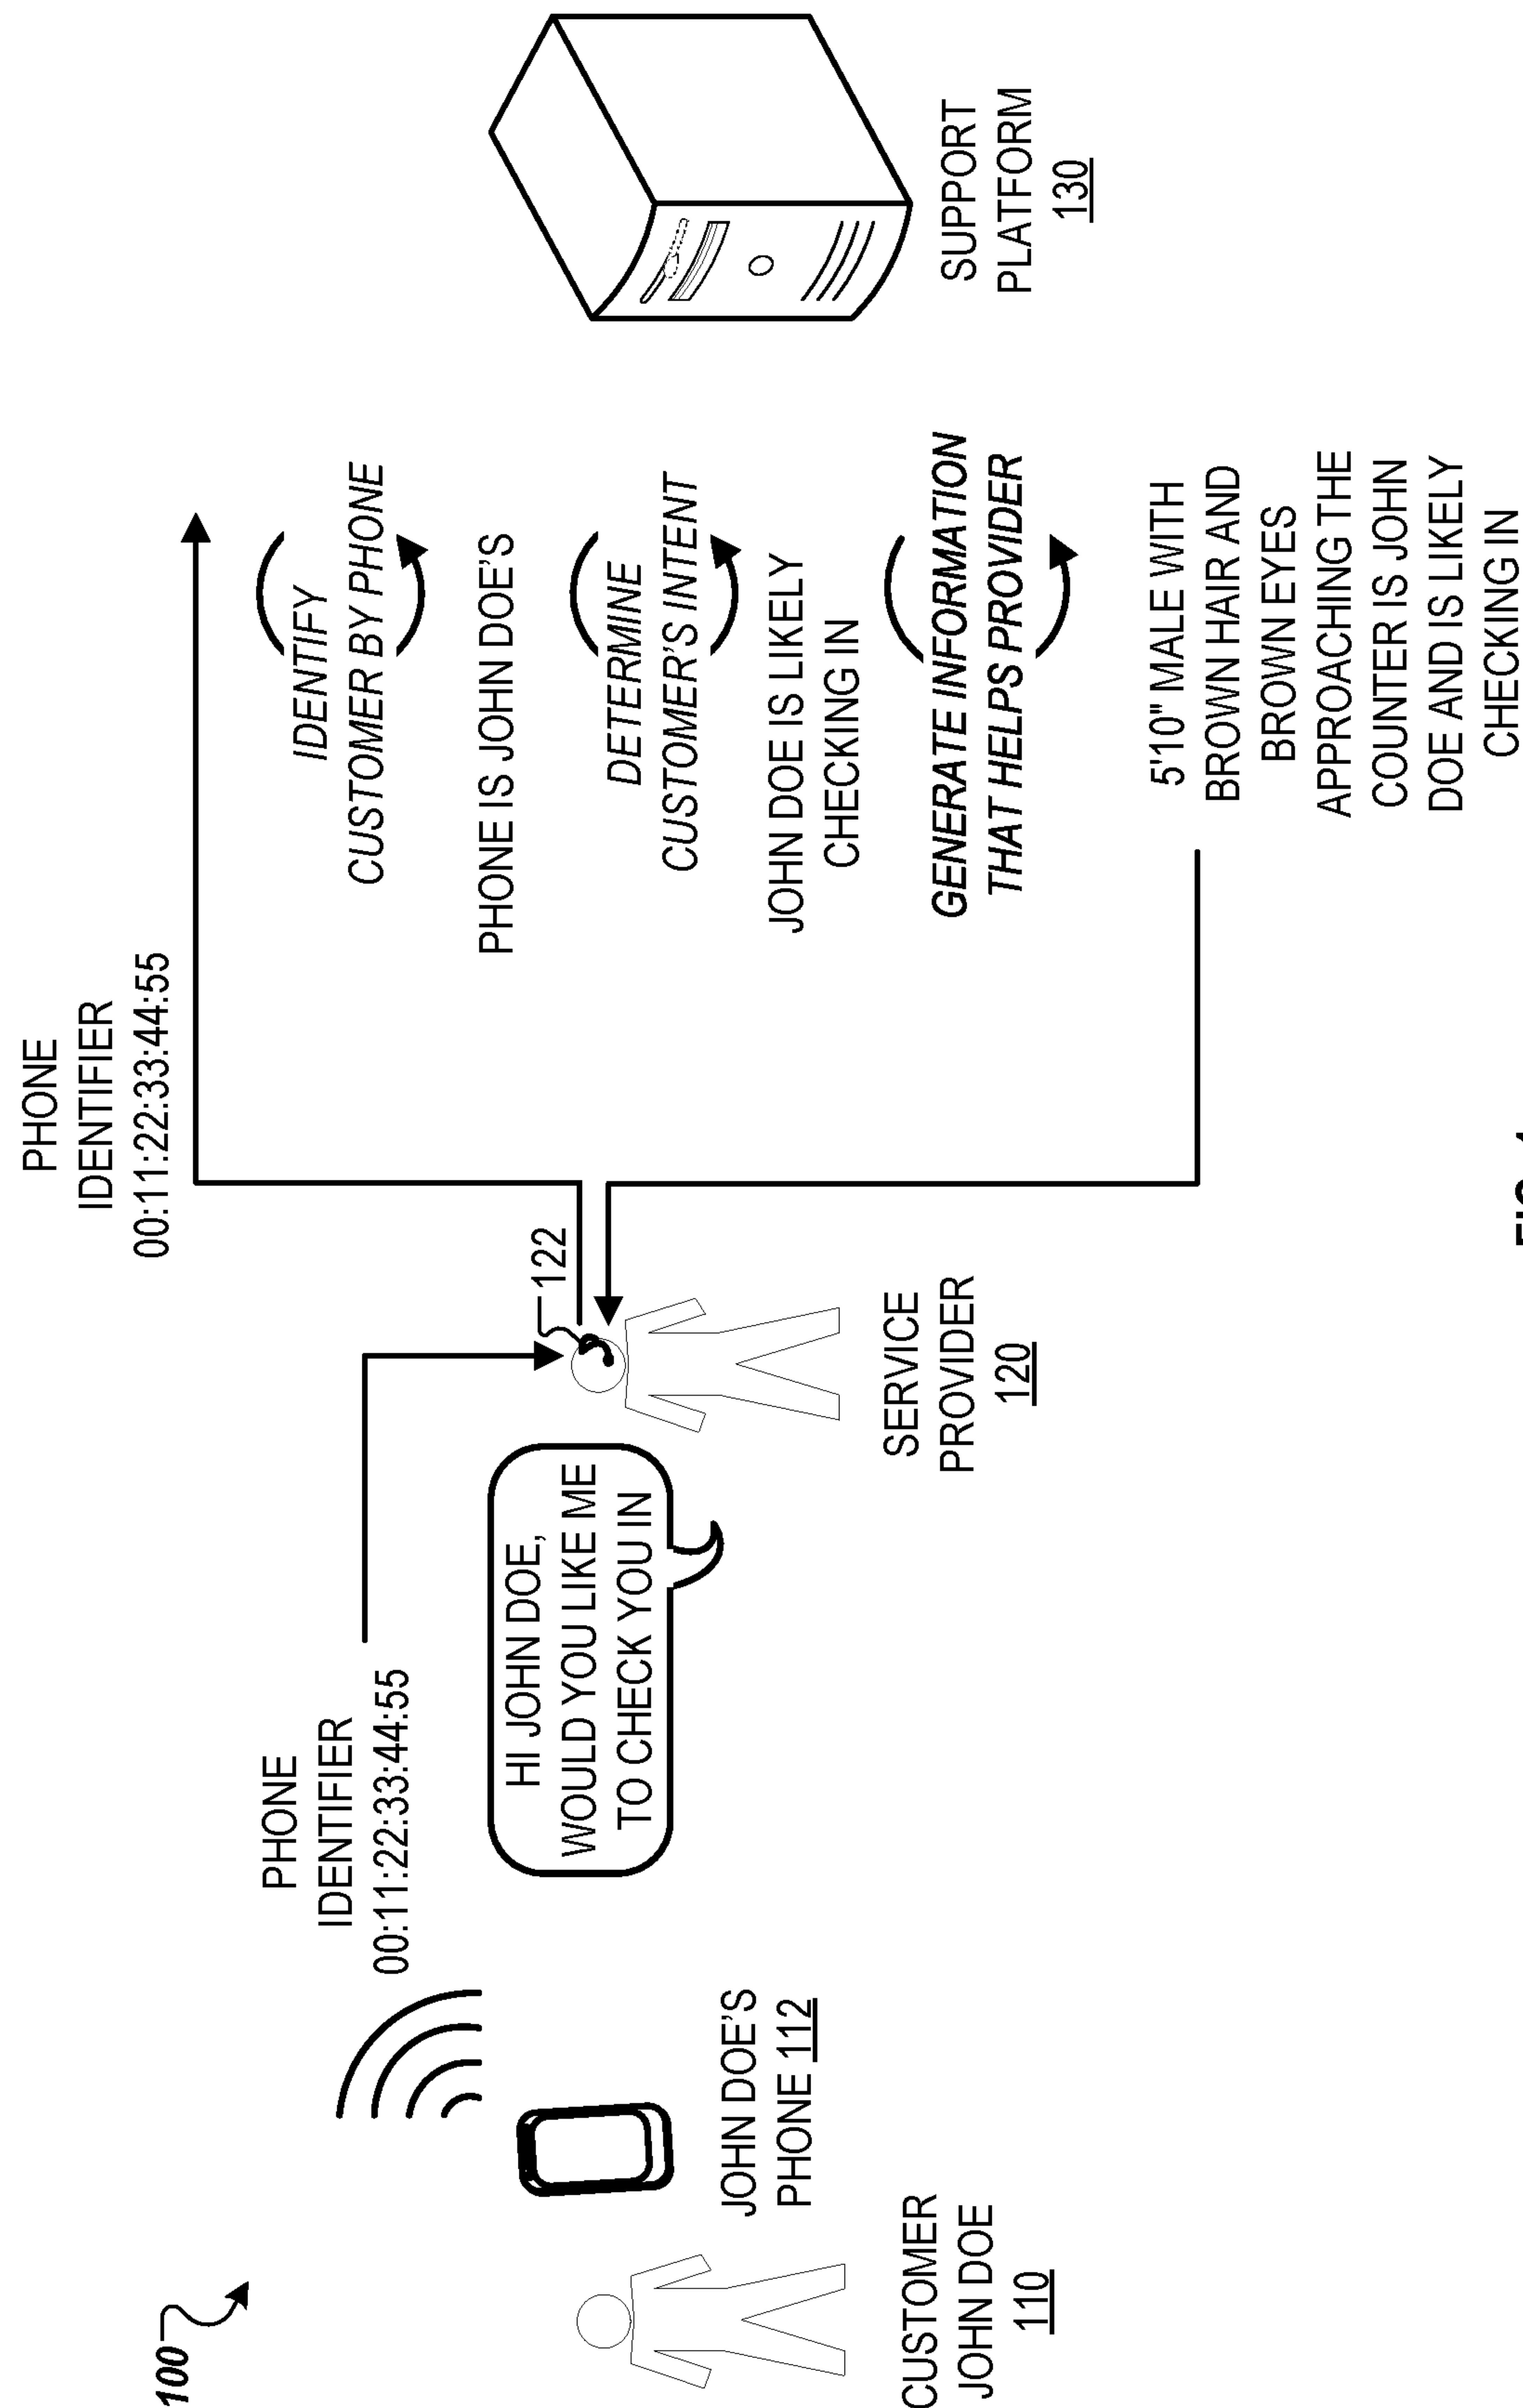 100
PHONE
IDENTIFIER
00:11:22:33:44:55
PHONE
IDENTIFIER
00:11:22:33:44:55
HI JOHN DOE,
WOULD YOU LIKE ME
TO CHECK YOU IN
122
IDENTIFY
CUSTOMER BY PHONE
PHONE IS JOHN DOE'S
DETERMINE
CUSTOMER'S INTENT
JOHN DOE IS LIKELY
CHECKING IN
GENERATE INFORMATION
THAT HELPS PROVIDER
5'10" MALE WITH
BROWN HAIR AND
BROWN EYES
APPROACHING THE
COUNTER IS JOHN
DOE AND IS LIKELY
CHECKING IN
CUSTOMER
JOHN DOE
110
JOHN DOE'S
PHONE 112
SERVICE
PROVIDER
120
SUPPORT
PLATFORM
130